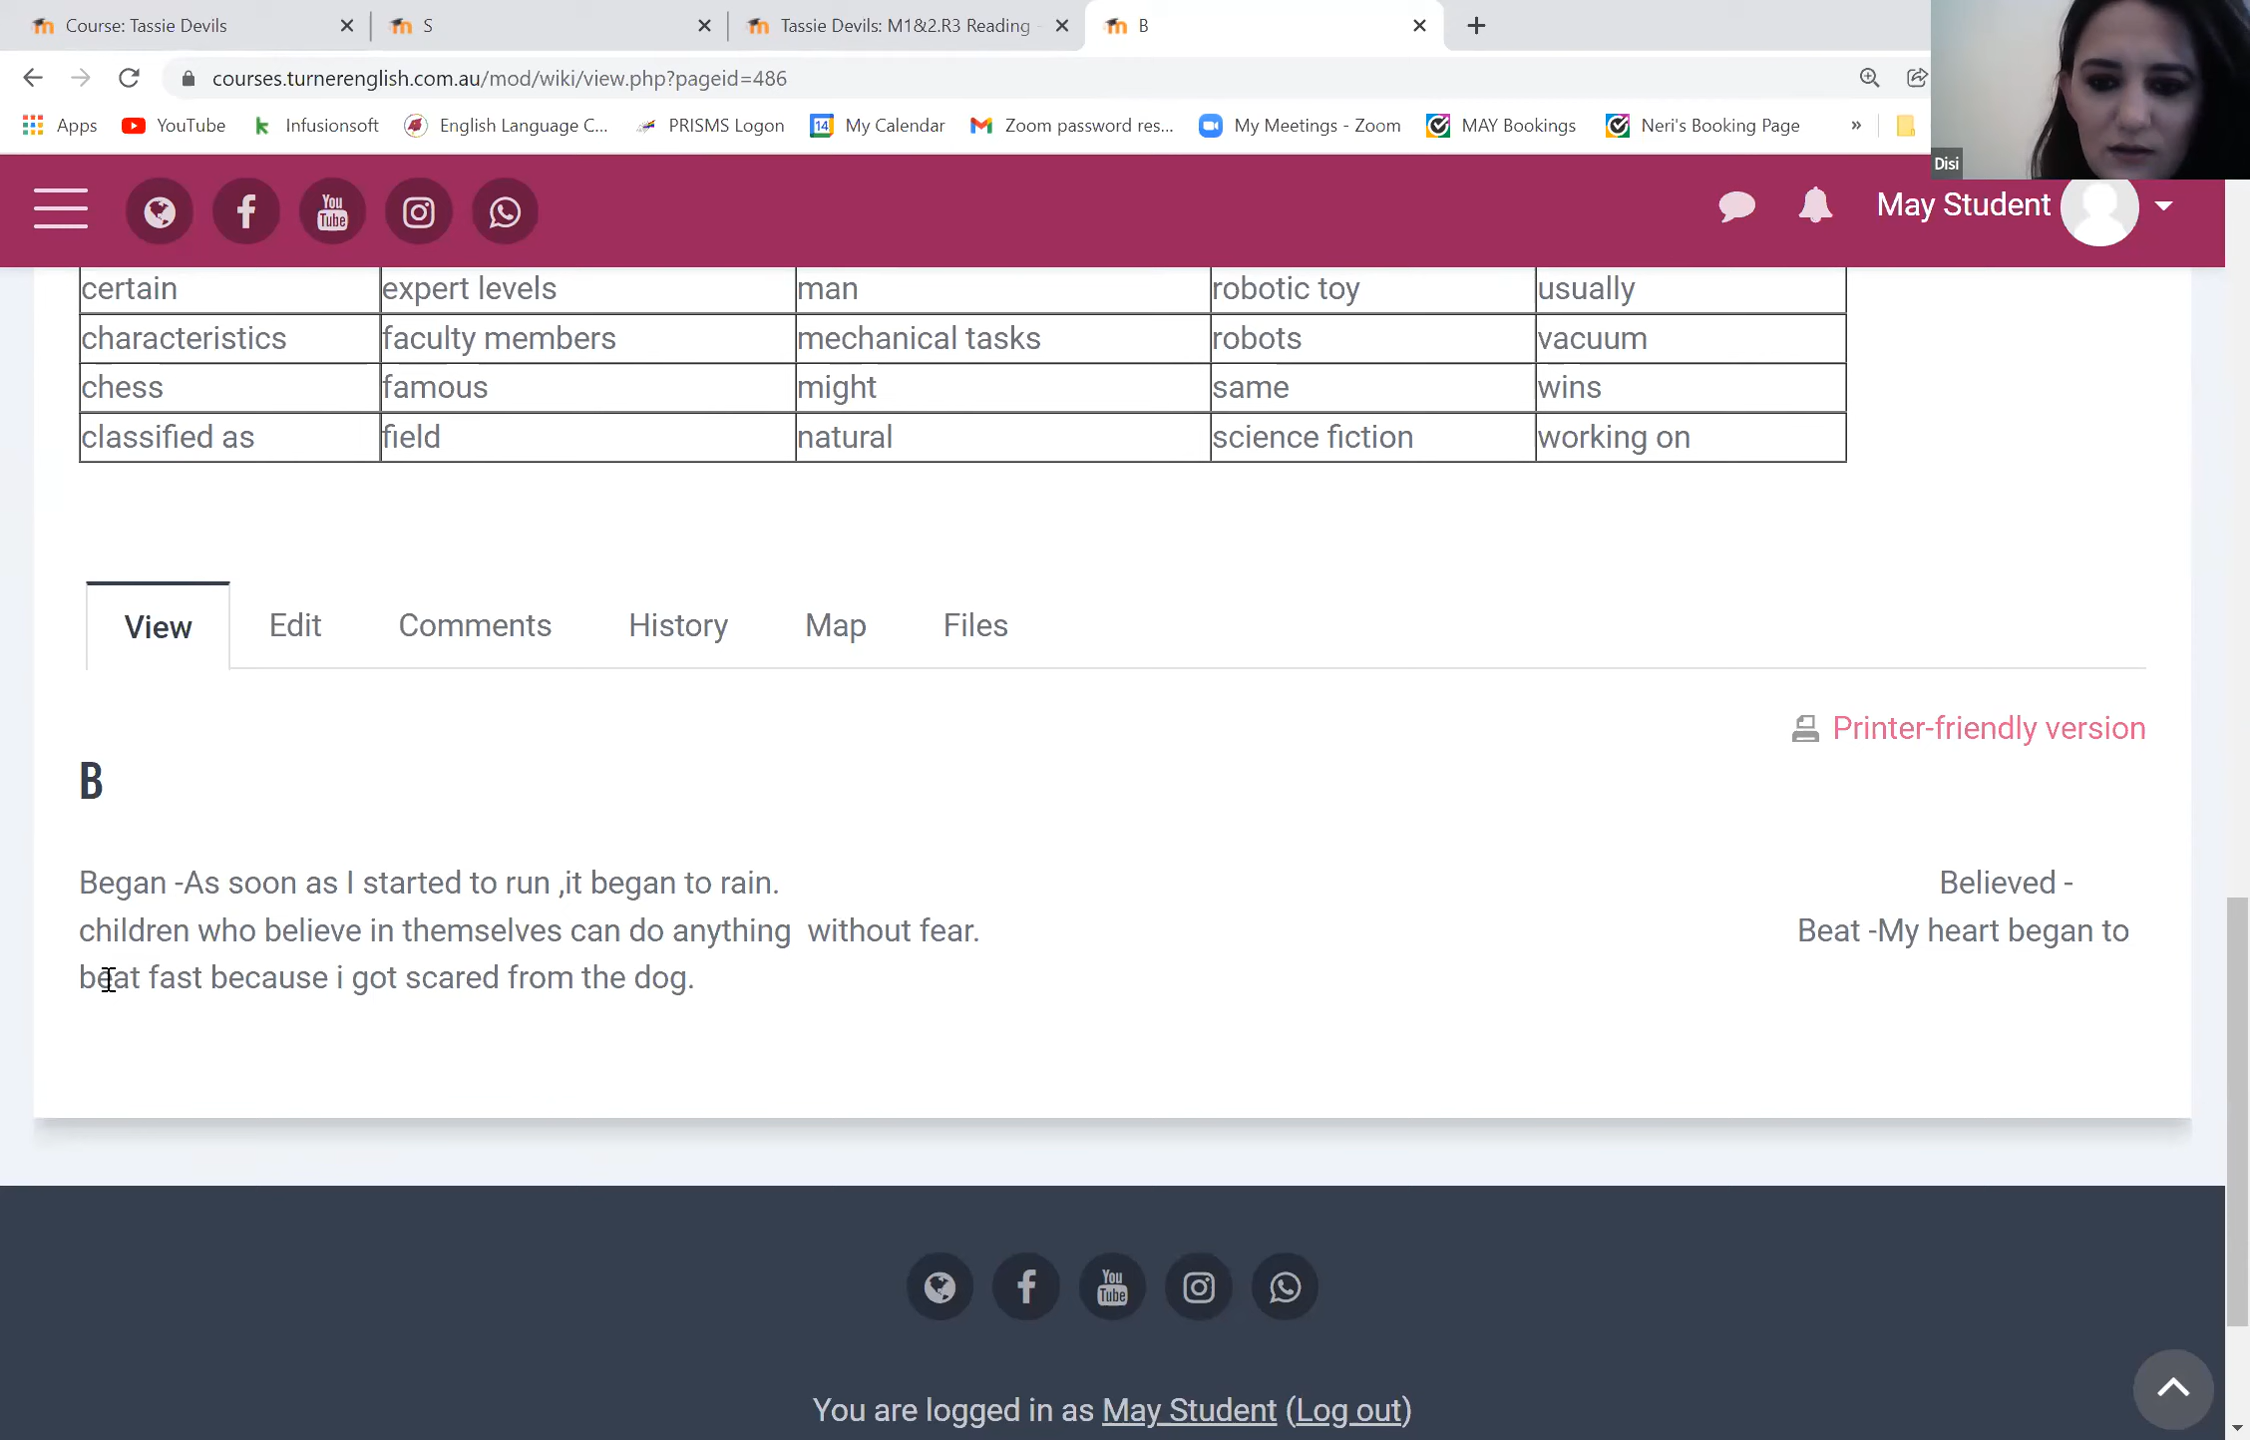 Course: Tassie Devils S Tassie Devils: M1&2.R3 Reading B
courses.turnerenglish.com.au/mod/wiki/view.php?pageid=486
Apps YouTube Infusionsoft English Language C... PRISMS Logon 14 My Calendar Zoom password res... My Meetings - Zoom MAY Bookings Neri's Booking Page »
Disi
You Tube May Student
certain expert levels man robotic toy usually
characteristics faculty members mechanical tasks robots vacuum
chess famous might same wins
classified as field natural science fiction working on
View Edit Comments History Map Files
Printer-friendly version
B
Began -As soon as I started to run ,it began to rain. Believed -
children who believe in themselves can do anything  without fear. Beat -My heart began to
beat fast because i got scared from the dog.
You Tube
You are logged in as May Student (Log out)